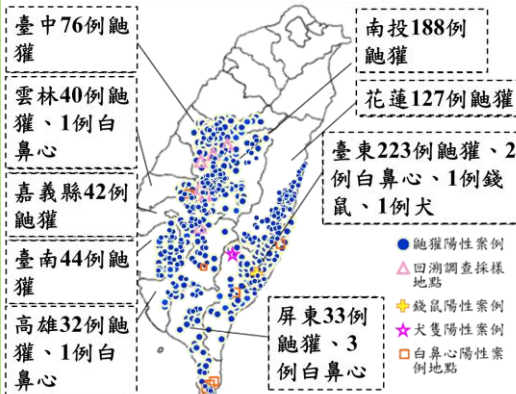 臺中76例鼬
獾
雲林40例鼬
獾、1例白
鼻心
嘉義縣42例
鼬獾
臺南44例鼬
獾
高雄32例鼬
獾、1例白
鼻心
南投188例
鼬獾
花蓮127例鼬獾
臺東223例鼬獾、2
例白鼻心、1例錢
鼠、1例犬
屏東33例
鼬獾、3
例白鼻心
鼬獾陽性案例
回溯調查採樣
地點
錢鼠陽性案例
犬隻陽性案例
白鼻心陽性案
例地點